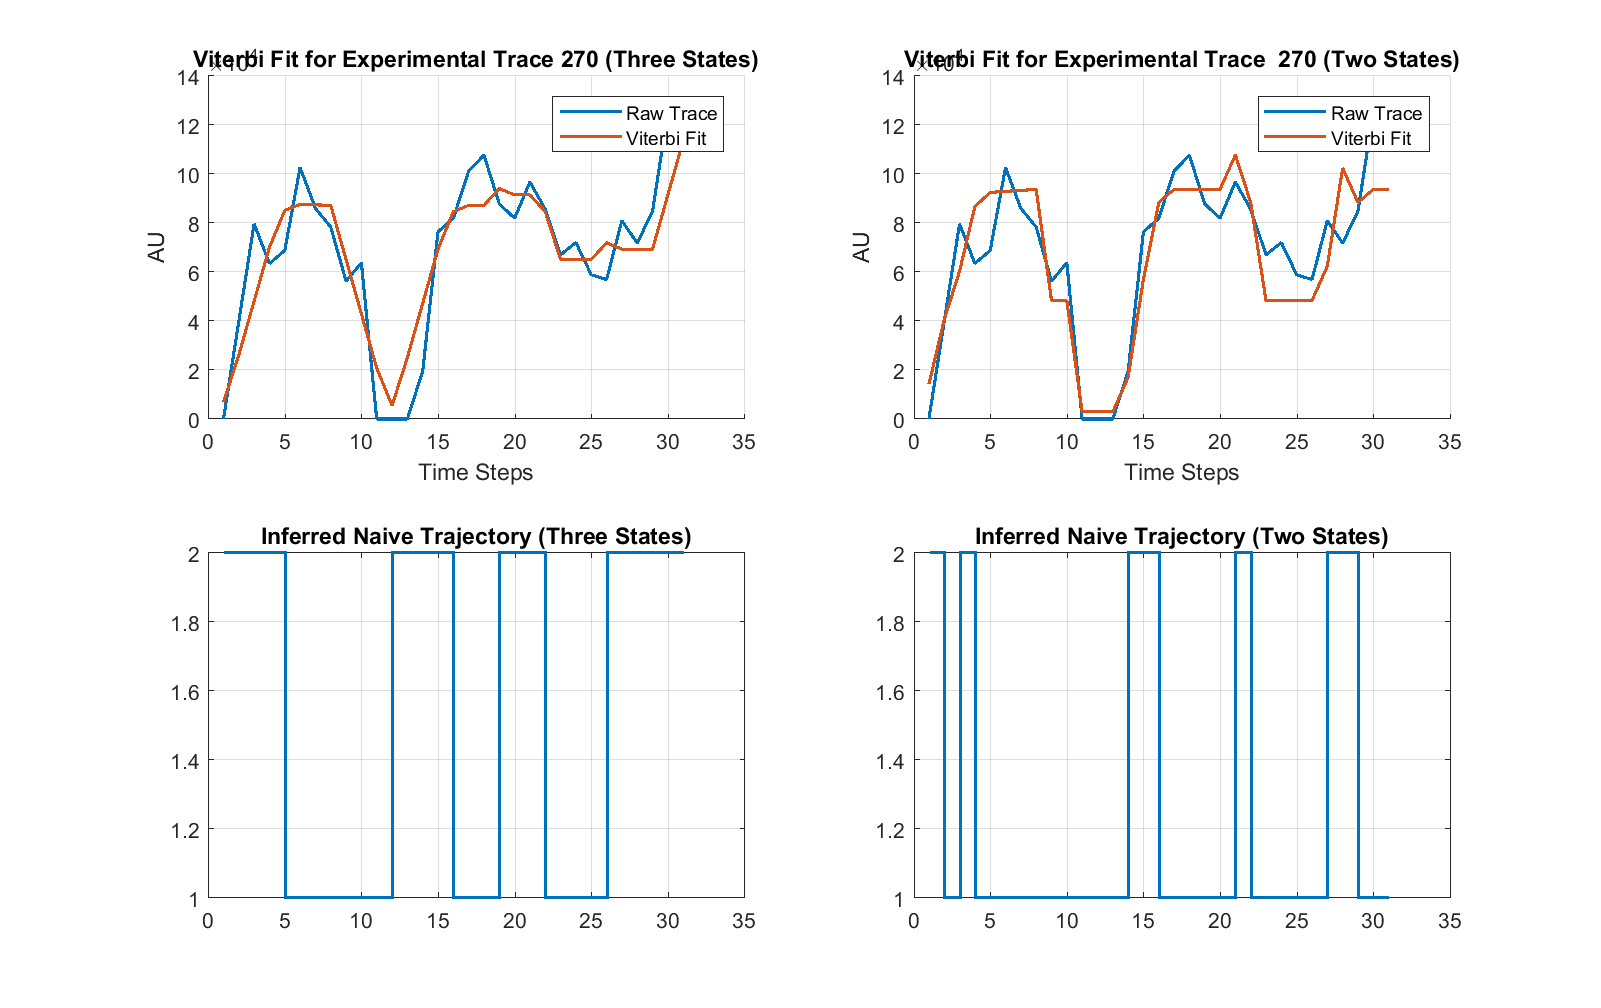 Viterbi Fit for Experimental Trace 270 (Three States)
14
12
10
8
6
4
2
0
AU
Raw Trace
Viterbi Fit
0 5 10 15 20 25 30 35
Time Steps
Viterbi Fit for Experimental Trace 270 (Two States)
14
12
10
8
6
4
2
0
AU
Raw Trace
Viterbi Fit
0 5 10 15 20 25 30 35
Time Steps
Inferred Naive Trajectory (Three States)
2
1.8
1.6
1.4
1.2
1
0 5 10 15 20 25 30 35
Inferred Naive Trajectory (Two States)
2
1.8
1.6
1.4
1.2
1
0 5 10 15 20 25 30 35